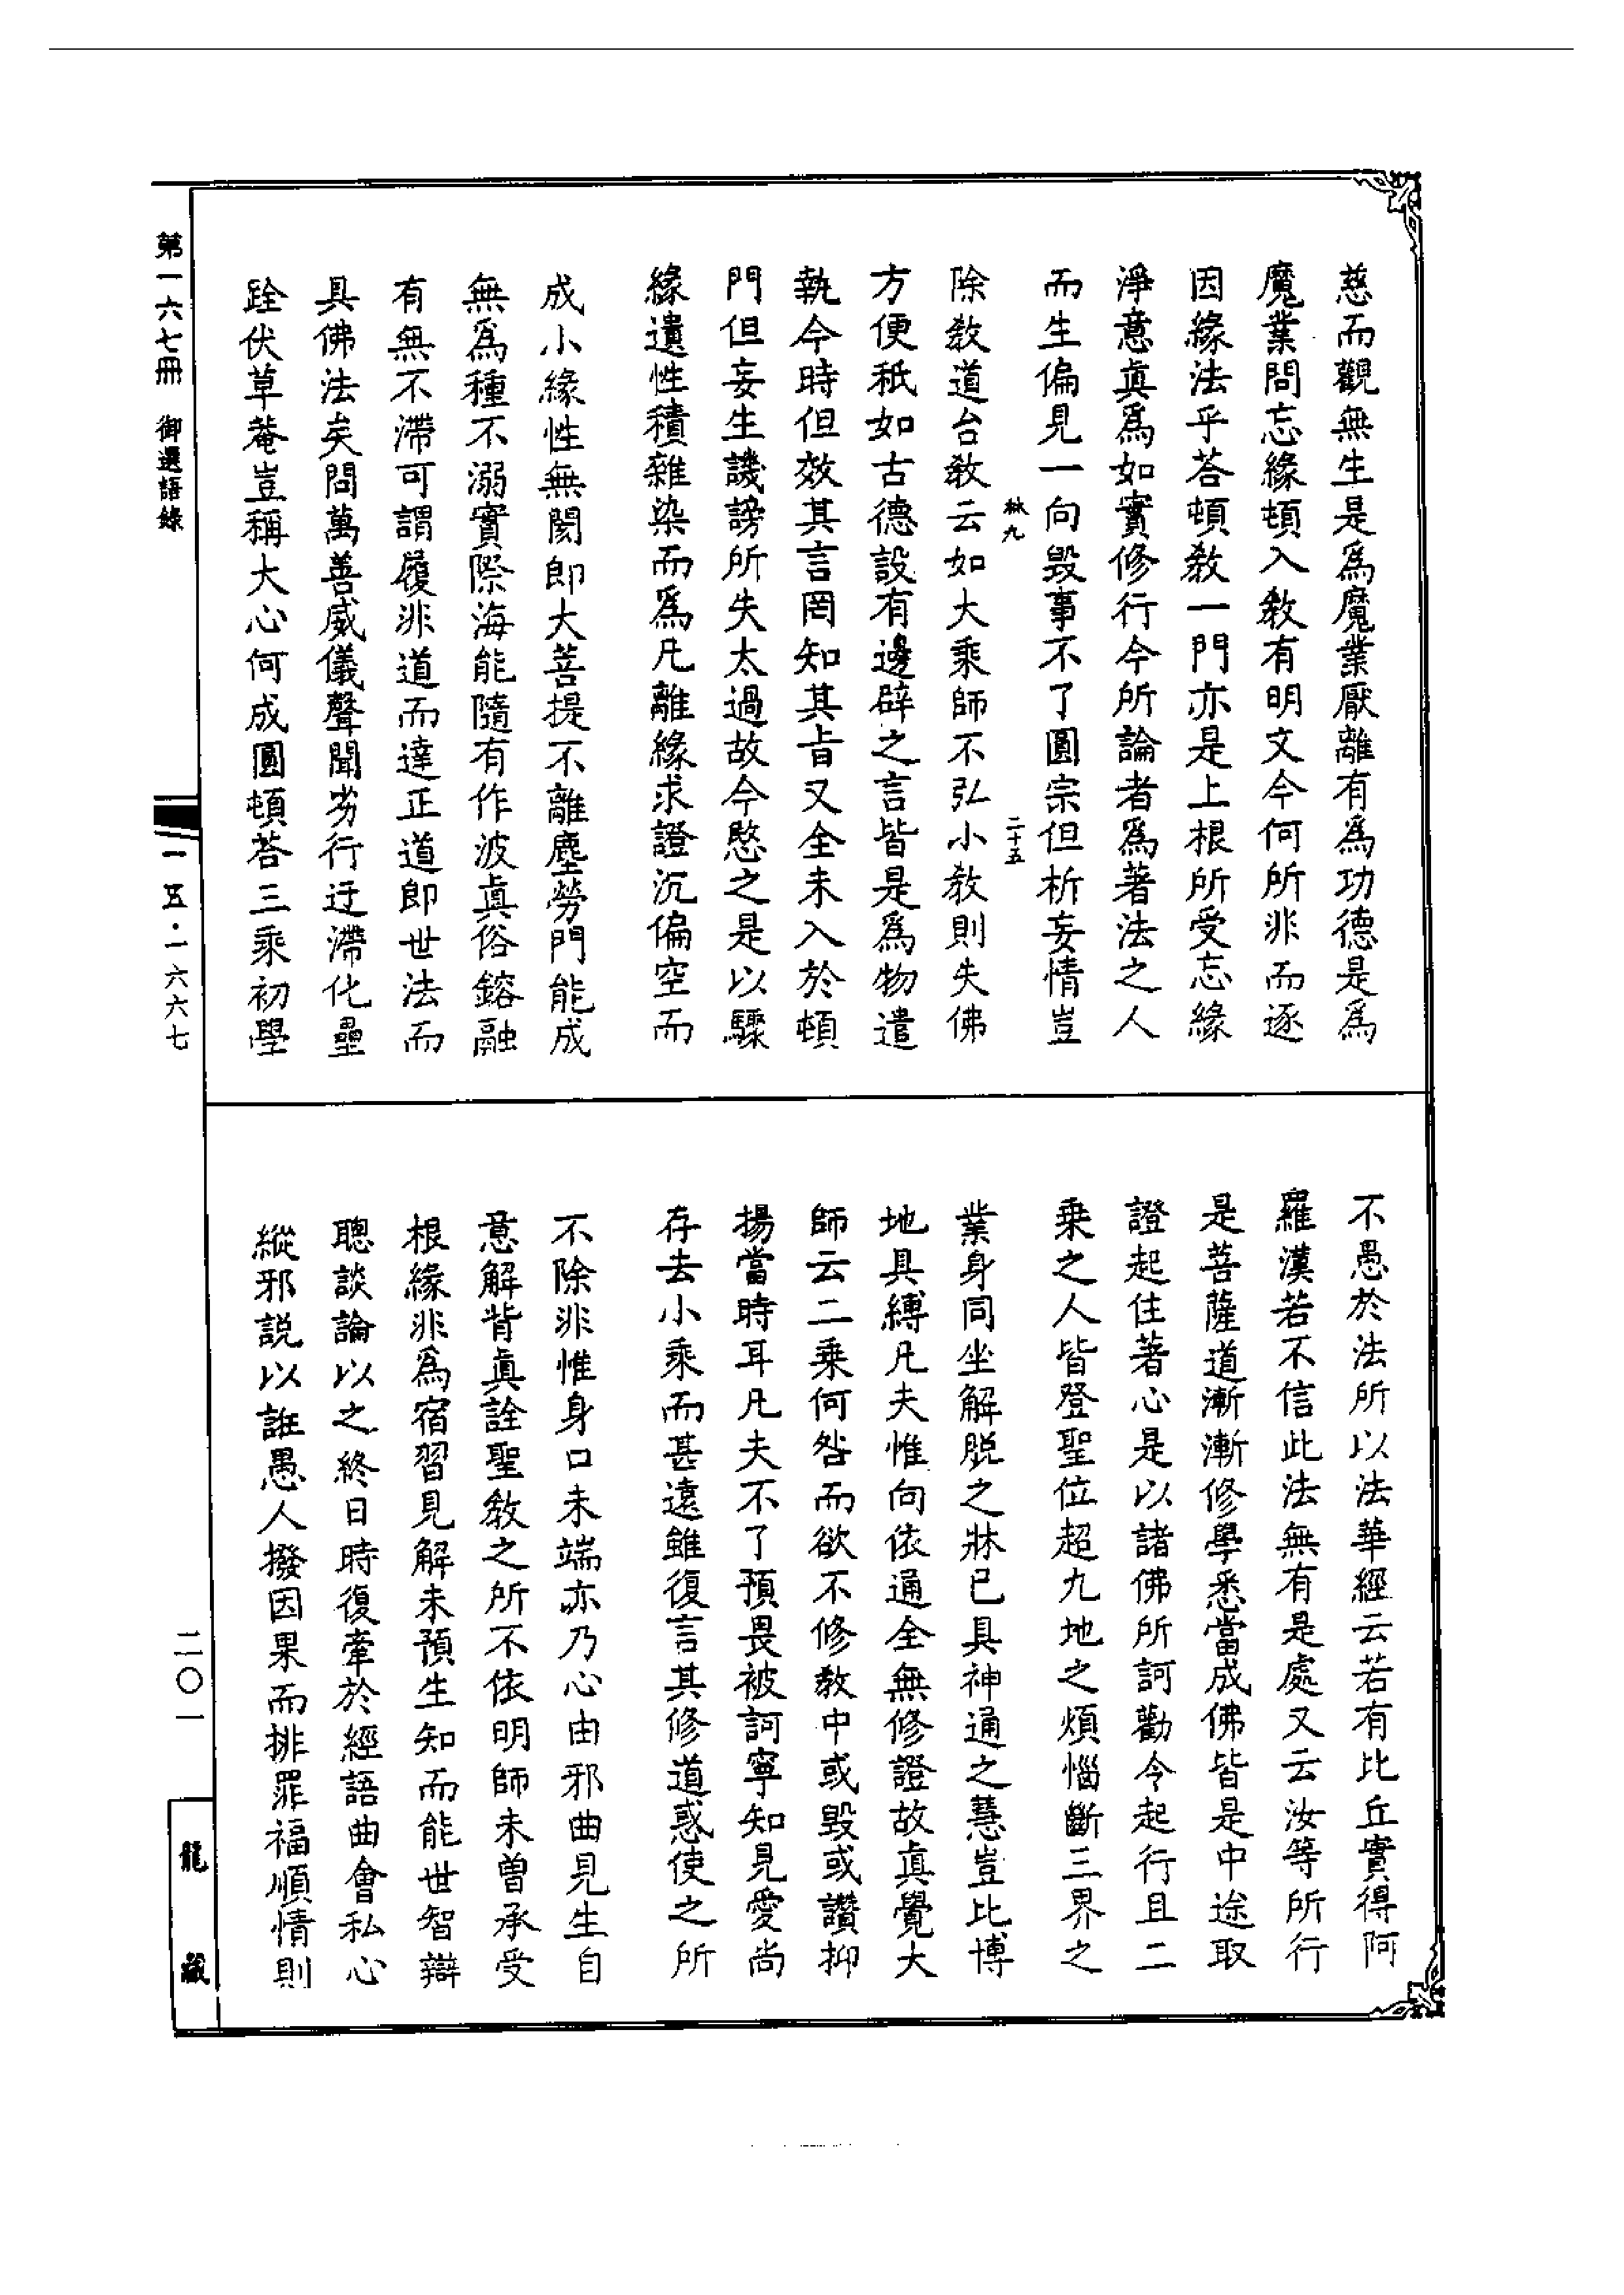 慈而觀無生是為魔業厭離有為功德是為
魔業問忘緣頓入敎有明文今何所非而逐
因緣法乎荅頓敎一門亦是上根所受忘緣
淨意眞為如實修行今所論者為著法之人
而生偏見一向毀事不了圓宗但析妄情豈
除敎道台敎云如大乘師不弘小敎則失佛
方便秖如古德設有邊辟之言皆是為物遣
執今時但效其言罔知其旨又全未入於頓
門但妄生譏謗所失太過故今愍之是以驟
緣遺性積雜染而為凡離緣求證沉偏空而
成小緣性無閡即大菩提不離塵勞門能成
無為種不溺實際海能隨有作波眞俗鎔融
有無不滯可謂履非道而達正道即世法而
具佛法矣問萬善威儀聲聞劣行迂滯化壘
跧伏草菴豈稱大心何成圓頓荅三乘初學
不愚於法所以法華經云若有比丘實得阿
羅漢若不信此法無有是處又云汝等所行
是菩薩道漸漸修學悉當成佛皆是中途取
證起住著心是以諸佛所訶勸令起行且二
乘之人皆登聖位超九地之煩惱斷三界之
業身同坐解脫之牀已具神通之慧豈比博
地具縛凡夫惟向依通全無修證故眞覺大
師云二乘何咎而欲不修敎中或毀或讚抑
揚當時耳凡夫不了預畏被訶寧知見愛尚
存去小乘而甚遠雖復言其修道惑使之所
不除非惟身口未端亦乃心由邪曲見生自
意解背眞詮聖敎之所不依明師未曾承受
根緣非為宿習見解未預生知而能世智辯
聰談論以之終日時復牽於經語曲會私心
縱邪説以誑愚人撥因果而排罪福順情則
林九
二十五
第一六七冊　御選語錄
一五・一六六七
二〇一
龍藏